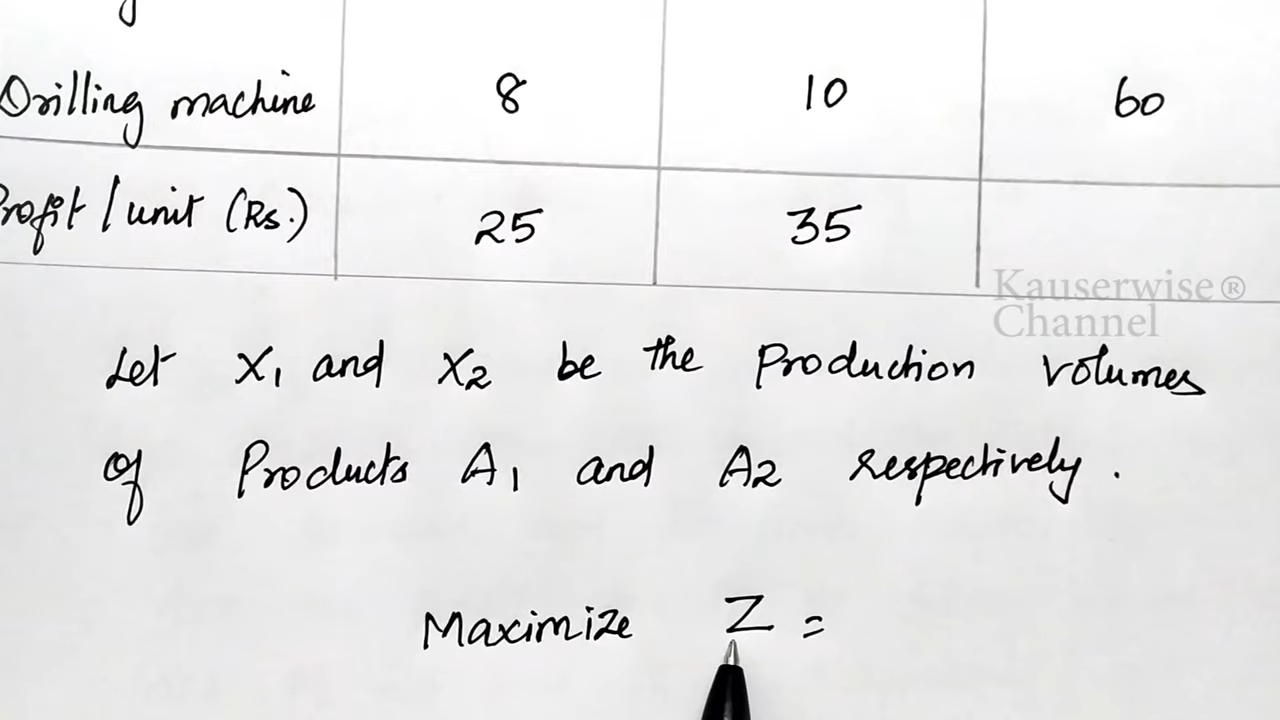 Drilling machine 8 10 60
Profit / unit (Rs.) 25 35
Kauserwise®
Channel
Let X1 and X2 be the Production volumes
of Products A1 and A2 respectively.
Maximize Z =